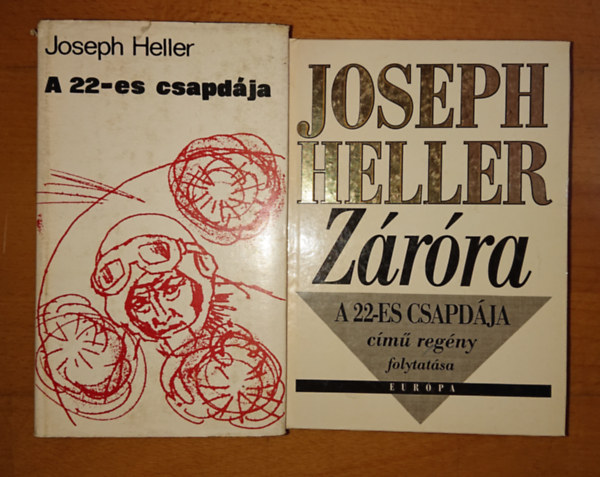 Joseph Heller
A 22-es csapdája
JOSEPH
HELLER
Záróra
A 22-ES CSAPDÁJA
című regény
folytatása
EURÓPA